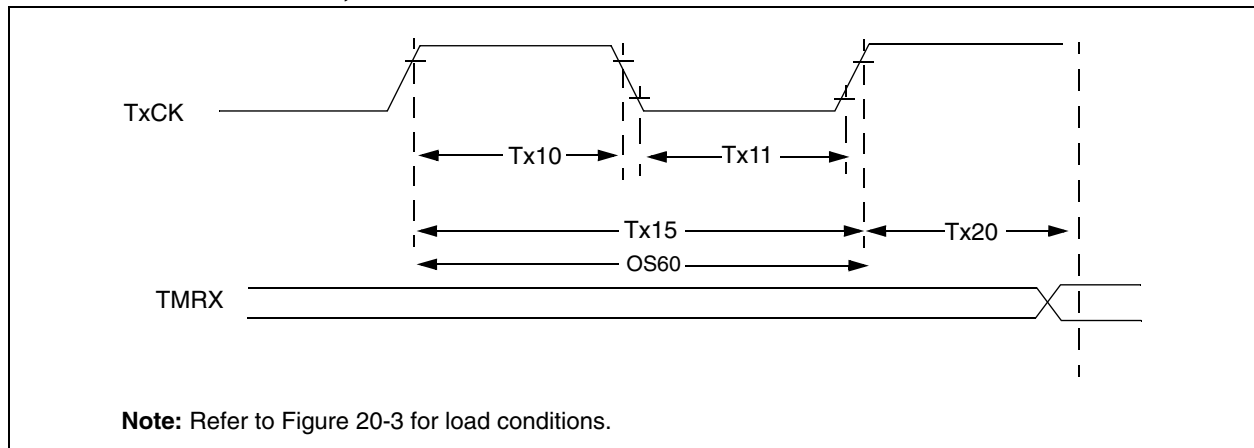 TxCK
Tx10
Tx11
Tx15
Tx20
OS60
TMRX
Note: Refer to Figure 20-3 for load conditions.